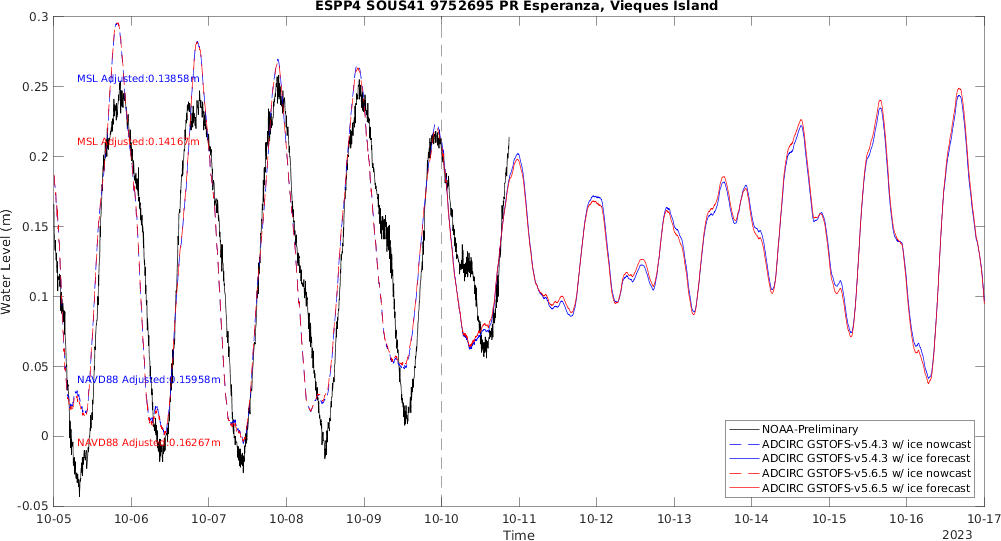 ESPP4 SOUS41 9752695 PR Esperanza, Vieques Island
0.3
0.25
0.2
0.15
0.1
0.05
0
-0.05
Water Level (m)
MSL Adjusted:0.13858m
MSL Adjusted:0.14167m
NAVD88 Adjusted:0.15958m
NAVD88 Adjusted:0.16267m
NOAA-Preliminary
ADCIRC GSTOFS-v5.4.3 w/ ice nowcast
ADCIRC GSTOFS-v5.4.3 w/ ice forecast
ADCIRC GSTOFS-v5.6.5 w/ ice nowcast
ADCIRC GSTOFS-v5.6.5 w/ ice forecast
10-05 10-06 10-07 10-08 10-09 10-10 10-11 10-12 10-13 10-14 10-15 10-16 10-17
Time
2023